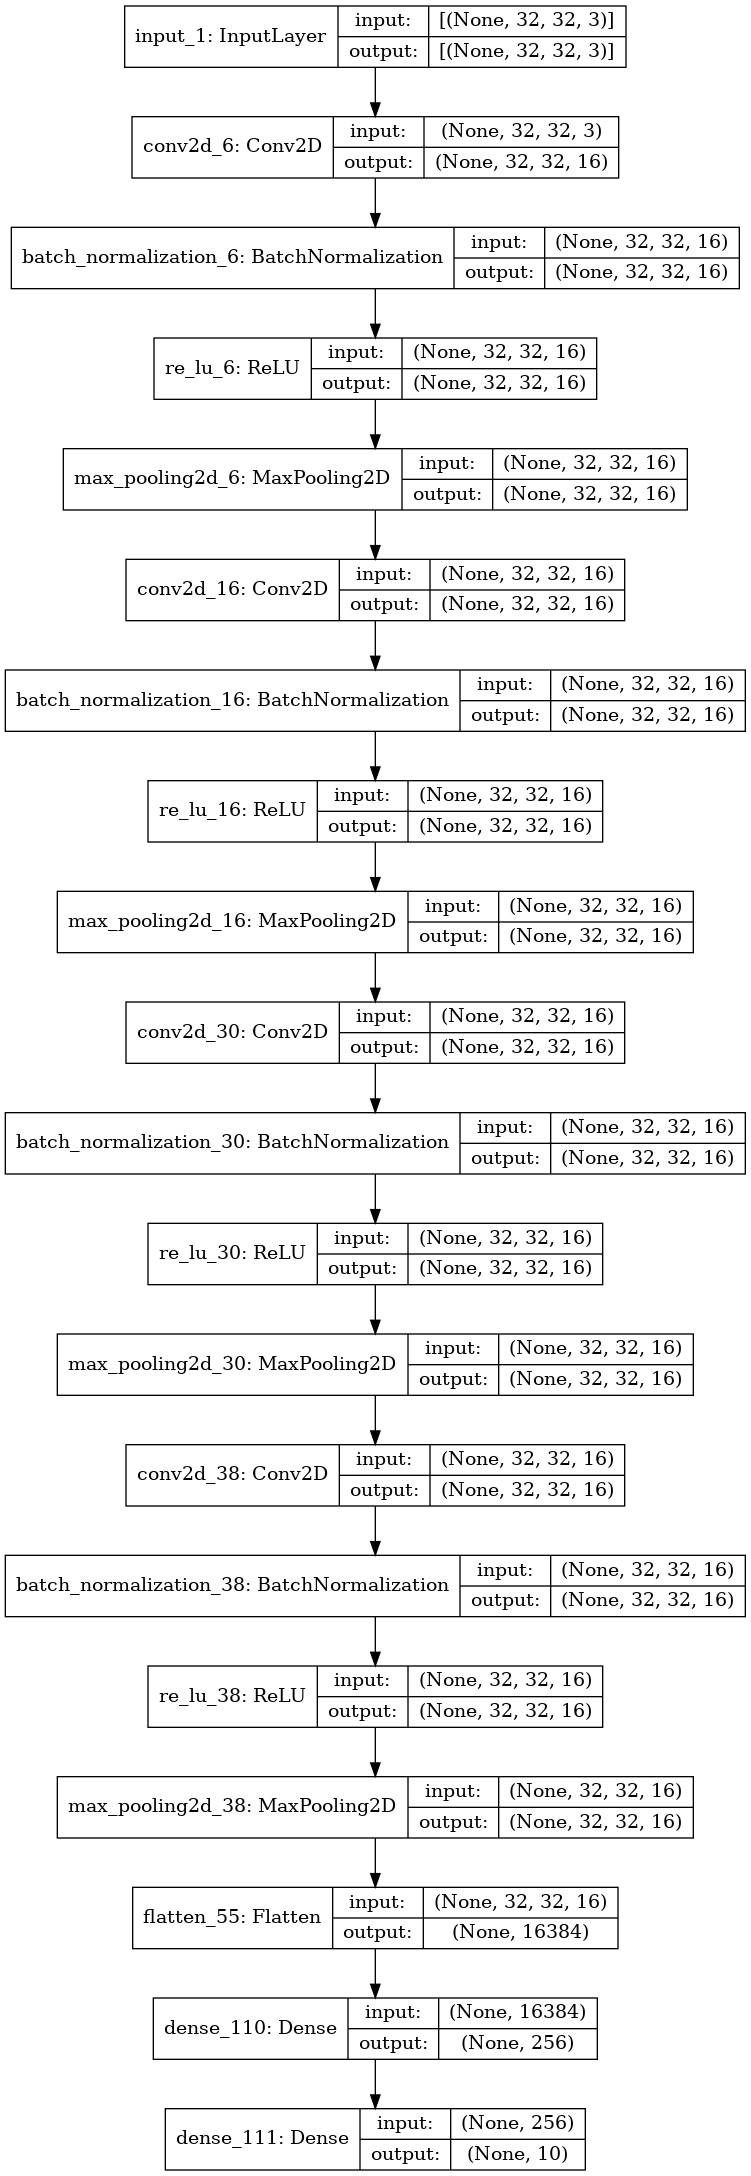 input_1: InputLayer input: [(None, 32, 32, 3)]
output: [(None, 32, 32, 3)]
conv2d_6: Conv2D input: (None, 32, 32, 3)
output: (None, 32, 32, 16)
batch_normalization_6: BatchNormalization input: (None, 32, 32, 16)
output: (None, 32, 32, 16)
re_lu_6: ReLU input: (None, 32, 32, 16)
output: (None, 32, 32, 16)
max_pooling2d_6: MaxPooling2D input: (None, 32, 32, 16)
output: (None, 32, 32, 16)
conv2d_16: Conv2D input: (None, 32, 32, 16)
output: (None, 32, 32, 16)
batch_normalization_16: BatchNormalization input: (None, 32, 32, 16)
output: (None, 32, 32, 16)
re_lu_16: ReLU input: (None, 32, 32, 16)
output: (None, 32, 32, 16)
max_pooling2d_16: MaxPooling2D input: (None, 32, 32, 16)
output: (None, 32, 32, 16)
conv2d_30: Conv2D input: (None, 32, 32, 16)
output: (None, 32, 32, 16)
batch_normalization_30: BatchNormalization input: (None, 32, 32, 16)
output: (None, 32, 32, 16)
re_lu_30: ReLU input: (None, 32, 32, 16)
output: (None, 32, 32, 16)
max_pooling2d_30: MaxPooling2D input: (None, 32, 32, 16)
output: (None, 32, 32, 16)
conv2d_38: Conv2D input: (None, 32, 32, 16)
output: (None, 32, 32, 16)
batch_normalization_38: BatchNormalization input: (None, 32, 32, 16)
output: (None, 32, 32, 16)
re_lu_38: ReLU input: (None, 32, 32, 16)
output: (None, 32, 32, 16)
max_pooling2d_38: MaxPooling2D input: (None, 32, 32, 16)
output: (None, 32, 32, 16)
flatten_55: Flatten input: (None, 32, 32, 16)
output: (None, 16384)
dense_110: Dense input: (None, 16384)
output: (None, 256)
dense_111: Dense input: (None, 256)
output: (None, 10)